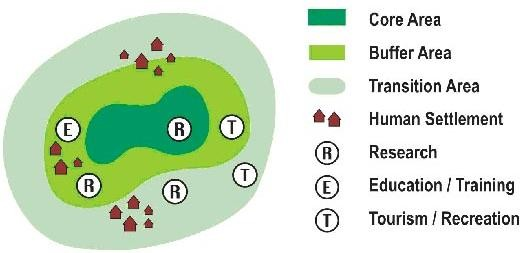 Core Area
Buffer Area
Transition Area
Human Settlement
R Research
E Education / Training
T Tourism / Recreation
E
R
T
R
R
T